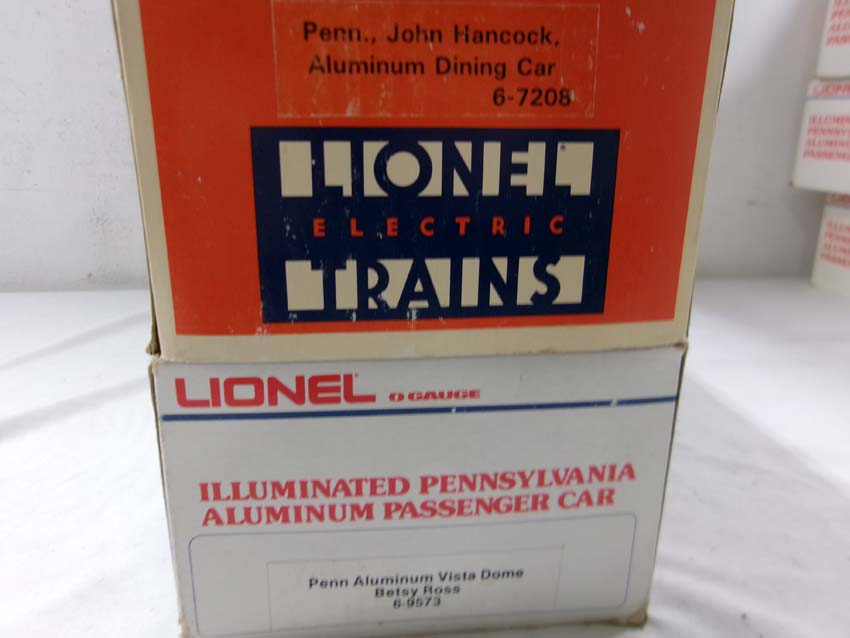 Penn., John Hancock,
Aluminum Dining Car
6-7208
LIONEL
ELECTRIC
TRAINS
LIONEL O GAUGE
ILLUMINATED PENNSYLVANIA
ALUMINUM PASSENGER CAR
Penn Aluminum Vista Dome
Betsy Ross
6-9573
LIONEL